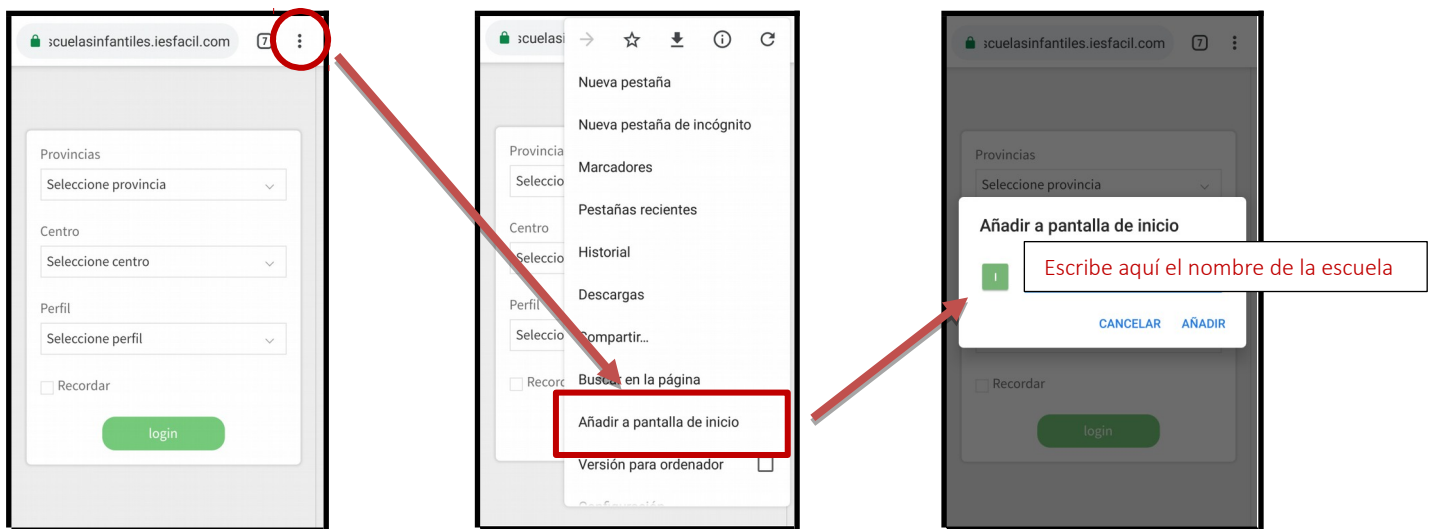 scuelasinfantiles.iesfacil.com 7
Provincias
Seleccione provincia
Centro
Seleccione centro
Perfil
Seleccione perfil
Recordar
login
scuelasi
Provincia
Seleccio
Centro
Seleccio
Perfil
Seleccio
Recor
Nueva pestaña
Nueva pestaña de incógnito
Marcadores
Pestañas recientes
Historial
Descargas
Compartir...
Buscar en la página
Añadir a pantalla de inicio
Versión para ordenador
Configuración
scuelasinfantiles.iesfacil.com 7
Provincias
Seleccione provincia
Añadir a pantalla de inicio
I
Escribe aquí el nombre de la escuela
CANCELAR AÑADIR
Recordar
login